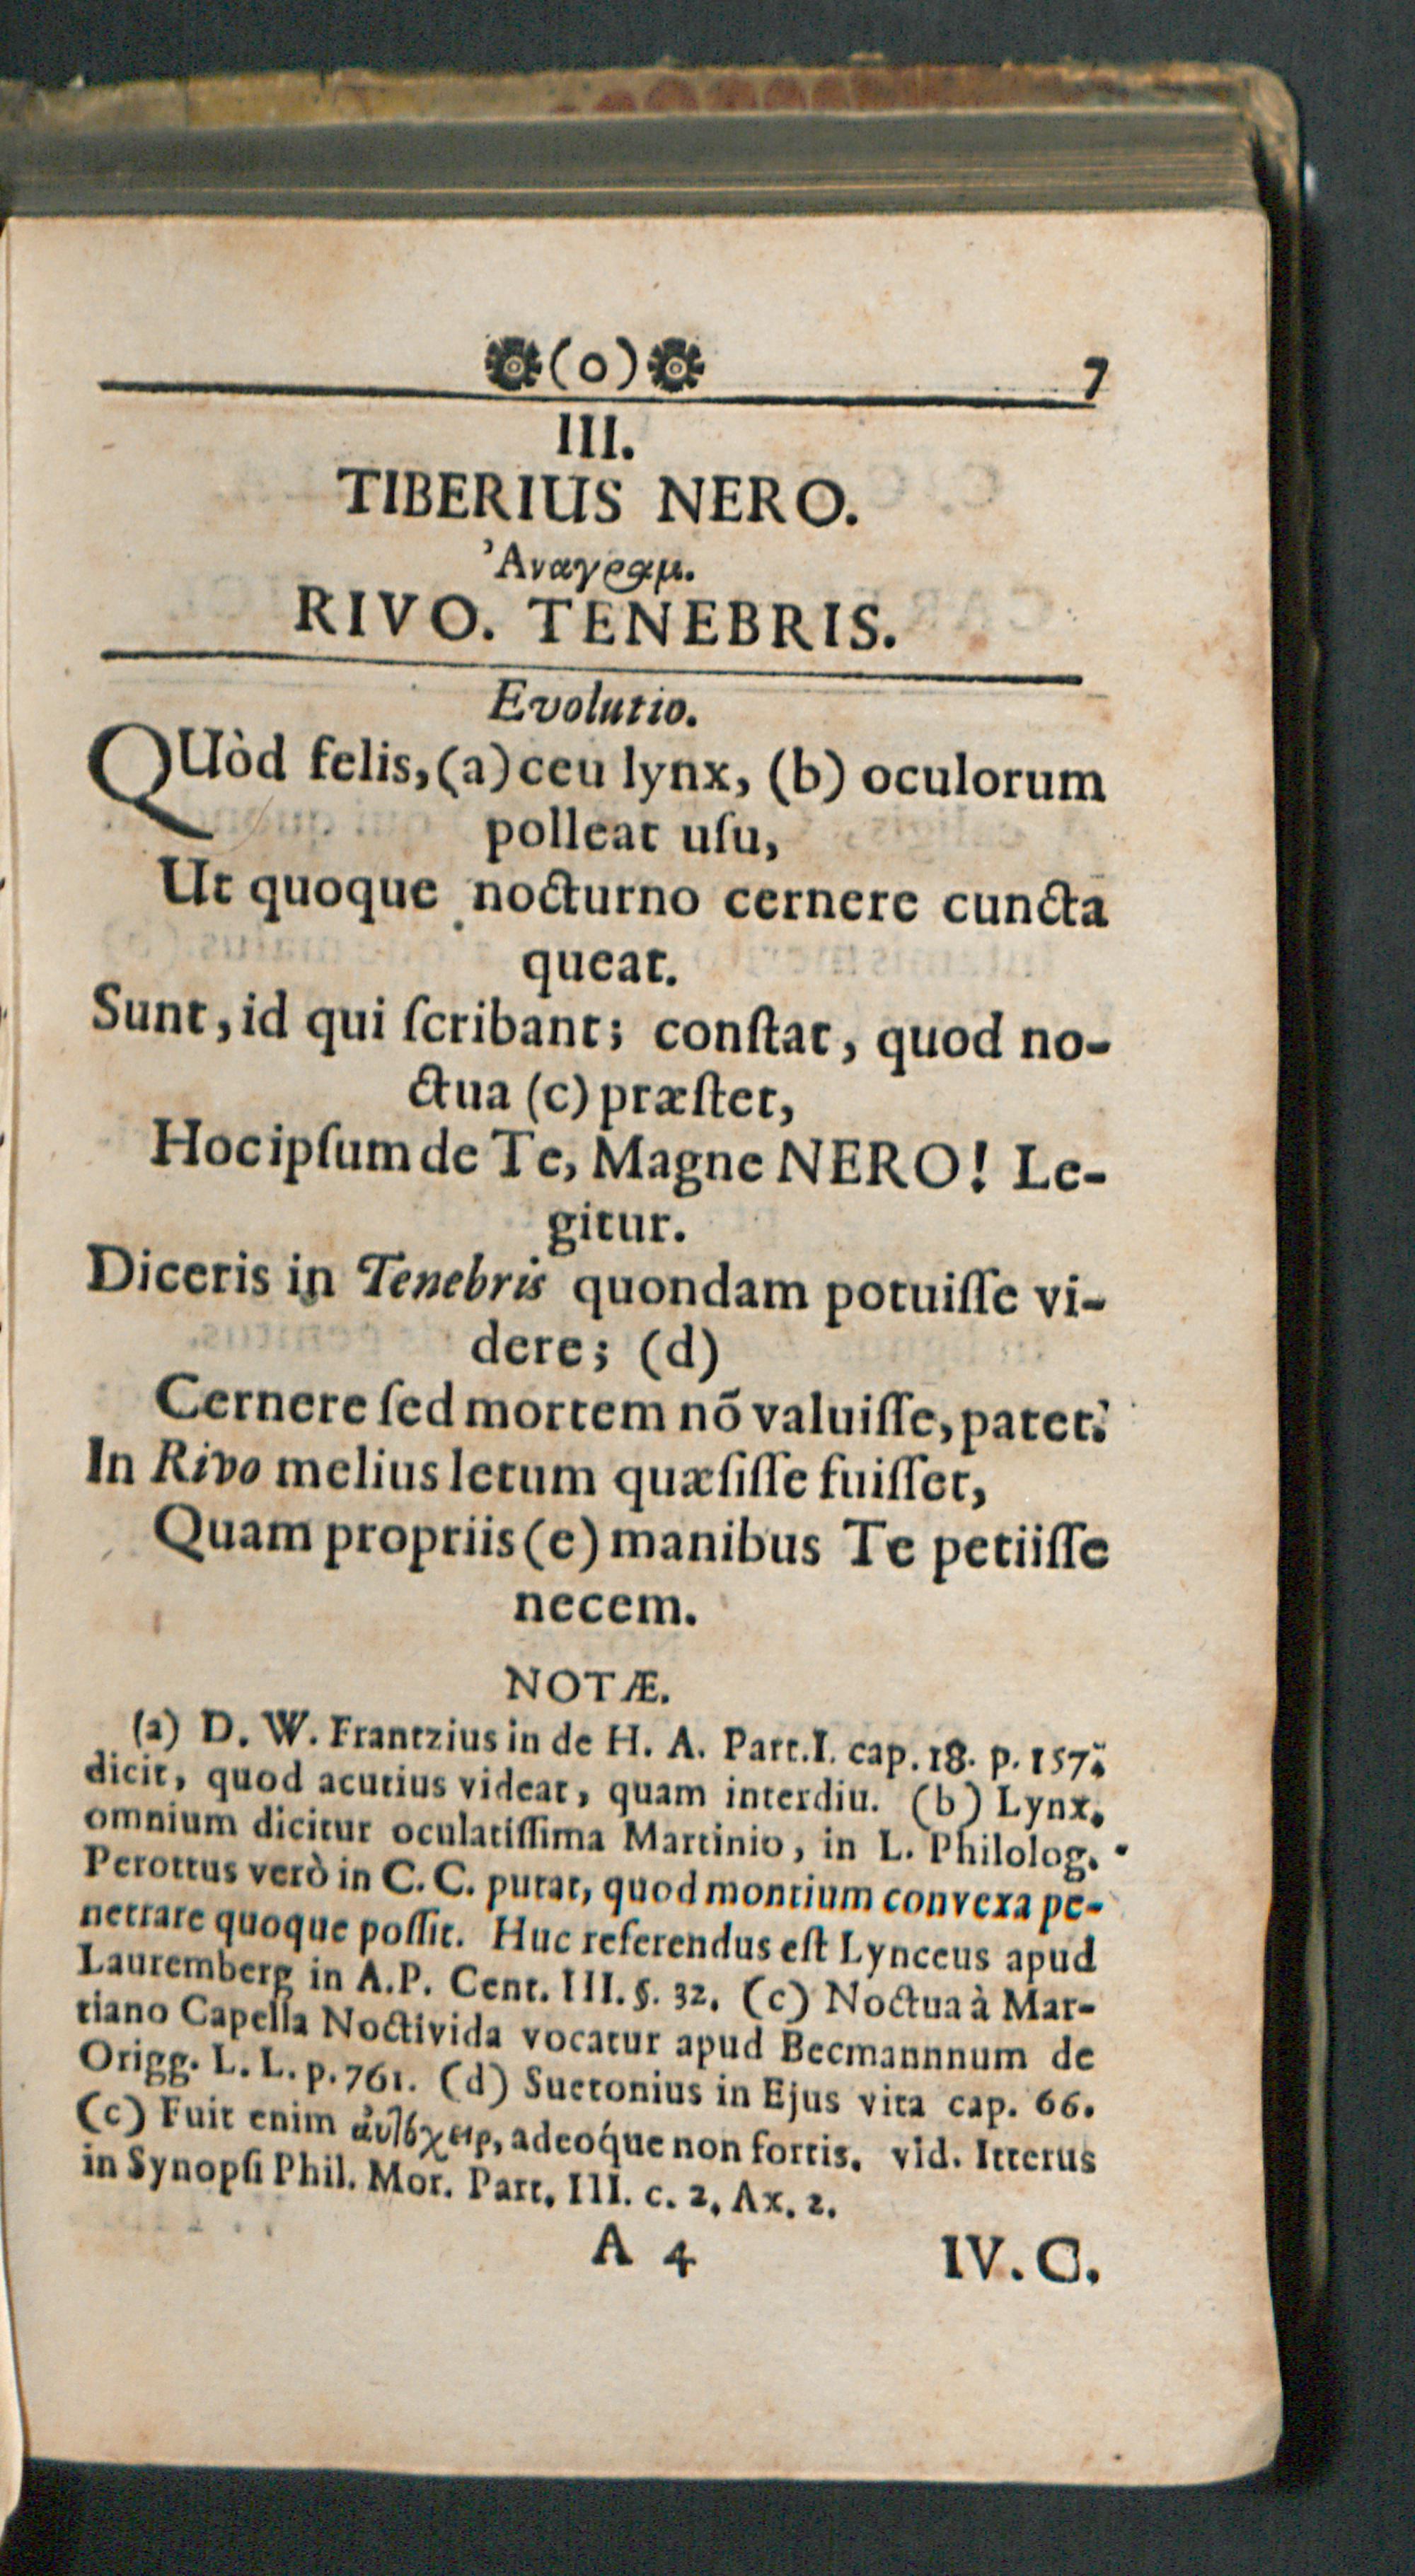 (o) 7
III.
TIBERIUS NERO.
Ἀναγραμ.
RIVO. TENEBRIS.
Evolutio.
QUòd felis, (a) ceu lynx, (b) oculorum
polleat uſu,
Ut quoque nocturno cernere cuncta
queat.
Sunt, id qui ſcribant; conſtat, quod no-
ctua (c) præſtet,
Hoc ipſum de Te, Magne NERO! Le-
gitur.
Diceris in Tenebris quondam potuiſſe vi-
dere; (d)
Cernere ſed mortem nõ valuiſſe, patet:
In Rivo melius letum quæſiſſe fuiſſet,
Quam propriis (e) manibus Te petiiſſe
necem.
NOTÆ.
(a) D. W. Frantzius in de H. A. Part. I. cap. 18. p. 157.
dicit, quod acutius videat, quam interdiu. (b) Lynx,
omnium dicitur oculatiſſima Martinio, in L. Philolog.
Perottus verò in C. C. putat, quod montium convexa pe-
netrare quoque poſſit. Huc referendus eſt Lynceus apud
Lauremberg in A. P. Cent. III. §. 32. (c) Noctua à Mar-
tiano Capella Noctivida vocatur apud Becmannnum de
Origg. L. L. p. 761. (d) Suetonius in Ejus vita cap. 66.
(c) Fuit enim ἀυτόχειρ, adeoq́ue non fortis. vid. Itterus
in Synopſi Phil. Mor. Part. III. c. 2. Ax. 2.
A 4 IV. C.